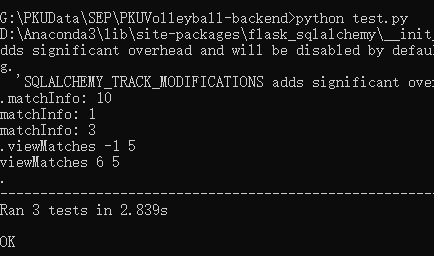 G:\PKUData\SEP\PKUVolleyball-backend>python test.py
D:\Anaconda3\lib\site-packages\flask_sqlalchemy\__init_
adds significant overhead and will be disabled by defau
g.
'SQLALCHEMY_TRACK_MODIFICATIONS adds significant over
.matchInfo: 10
matchInfo: 1
matchInfo: 3
.viewMatches -1 5
viewMatches 6 5
.
----------------------------------------------------------------------
Ran 3 tests in 2.839s
OK